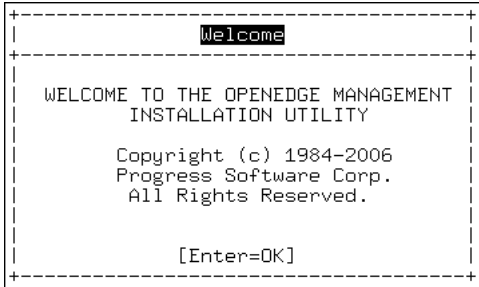 Welcome
WELCOME TO THE OPENEDGE MANAGEMENT
INSTALLATION UTILITY
Copyright (c) 1984-2006
Progress Software Corp.
All Rights Reserved.
[Enter=OK]